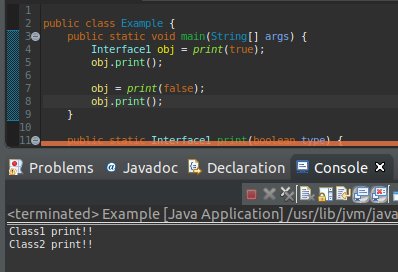 1
2 public class Example {
3 public static void main(String[] args) {
4 Interface1 obj = print(true);
5 obj.print();
6
7 obj = print(false);
8 obj.print();
9 }
10
11 public static Interface1 print(boolean type) {
Problems @ Javadoc Declaration Console
<terminated> Example [Java Application] /usr/lib/jvm/java
Class1 print!!
Class2 print!!